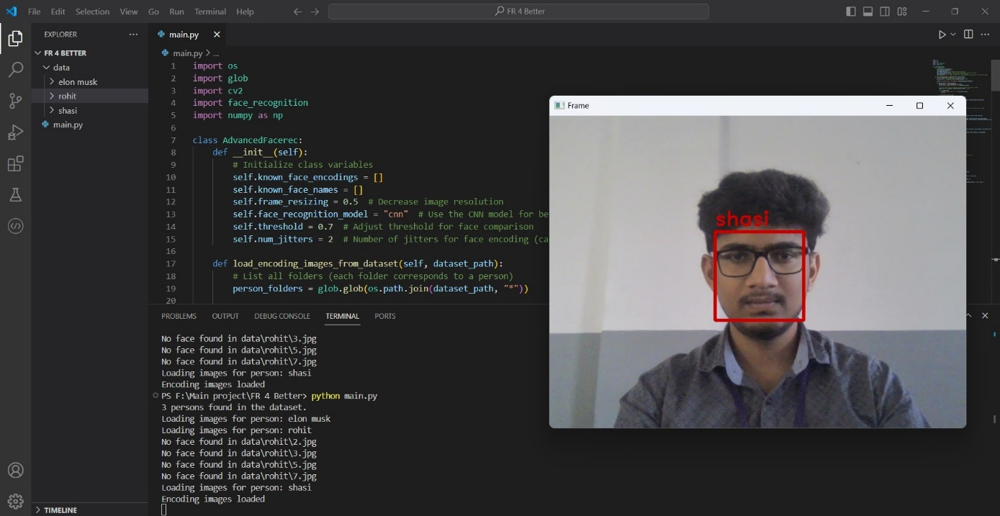 File Edit Selection View Go Run Terminal Help
FR 4 Better
EXPLORER
FR 4 BETTER
data
elon musk
rohit
shasi
main.py
TIMELINE
main.py
main.py > ...
1 import os
2 import glob
3 import cv2
4 import face_recognition
5 import numpy as np
6
7 class AdvancedFacerec:
8 def __init__(self):
9 # Initialize class variables
10 self.known_face_encodings = []
11 self.known_face_names = []
12 self.frame_resizing = 0.5 # Decrease image resolution
13 self.face_recognition_model = "cnn" # Use the CNN model for be
14 self.threshold = 0.7 # Adjust threshold for face comparison
15 self.num_jitters = 2 # Number of jitters for face encoding (ca
16
17 def load_encoding_images_from_dataset(self, dataset_path):
18 # List all folders (each folder corresponds to a person)
19 person_folders = glob.glob(os.path.join(dataset_path, "*"))
20
PROBLEMS OUTPUT DEBUG CONSOLE TERMINAL PORTS
No face found in data\rohit\3.jpg
No face found in data\rohit\5.jpg
No face found in data\rohit\7.jpg
Loading images for person: shasi
Encoding images loaded
PS F:\Main project\FR 4 Better> python main.py
3 persons found in the dataset.
Loading images for person: elon musk
Loading images for person: rohit
No face found in data\rohit\2.jpg
No face found in data\rohit\3.jpg
No face found in data\rohit\5.jpg
No face found in data\rohit\7.jpg
Loading images for person: shasi
Encoding images loaded
Frame
shasi